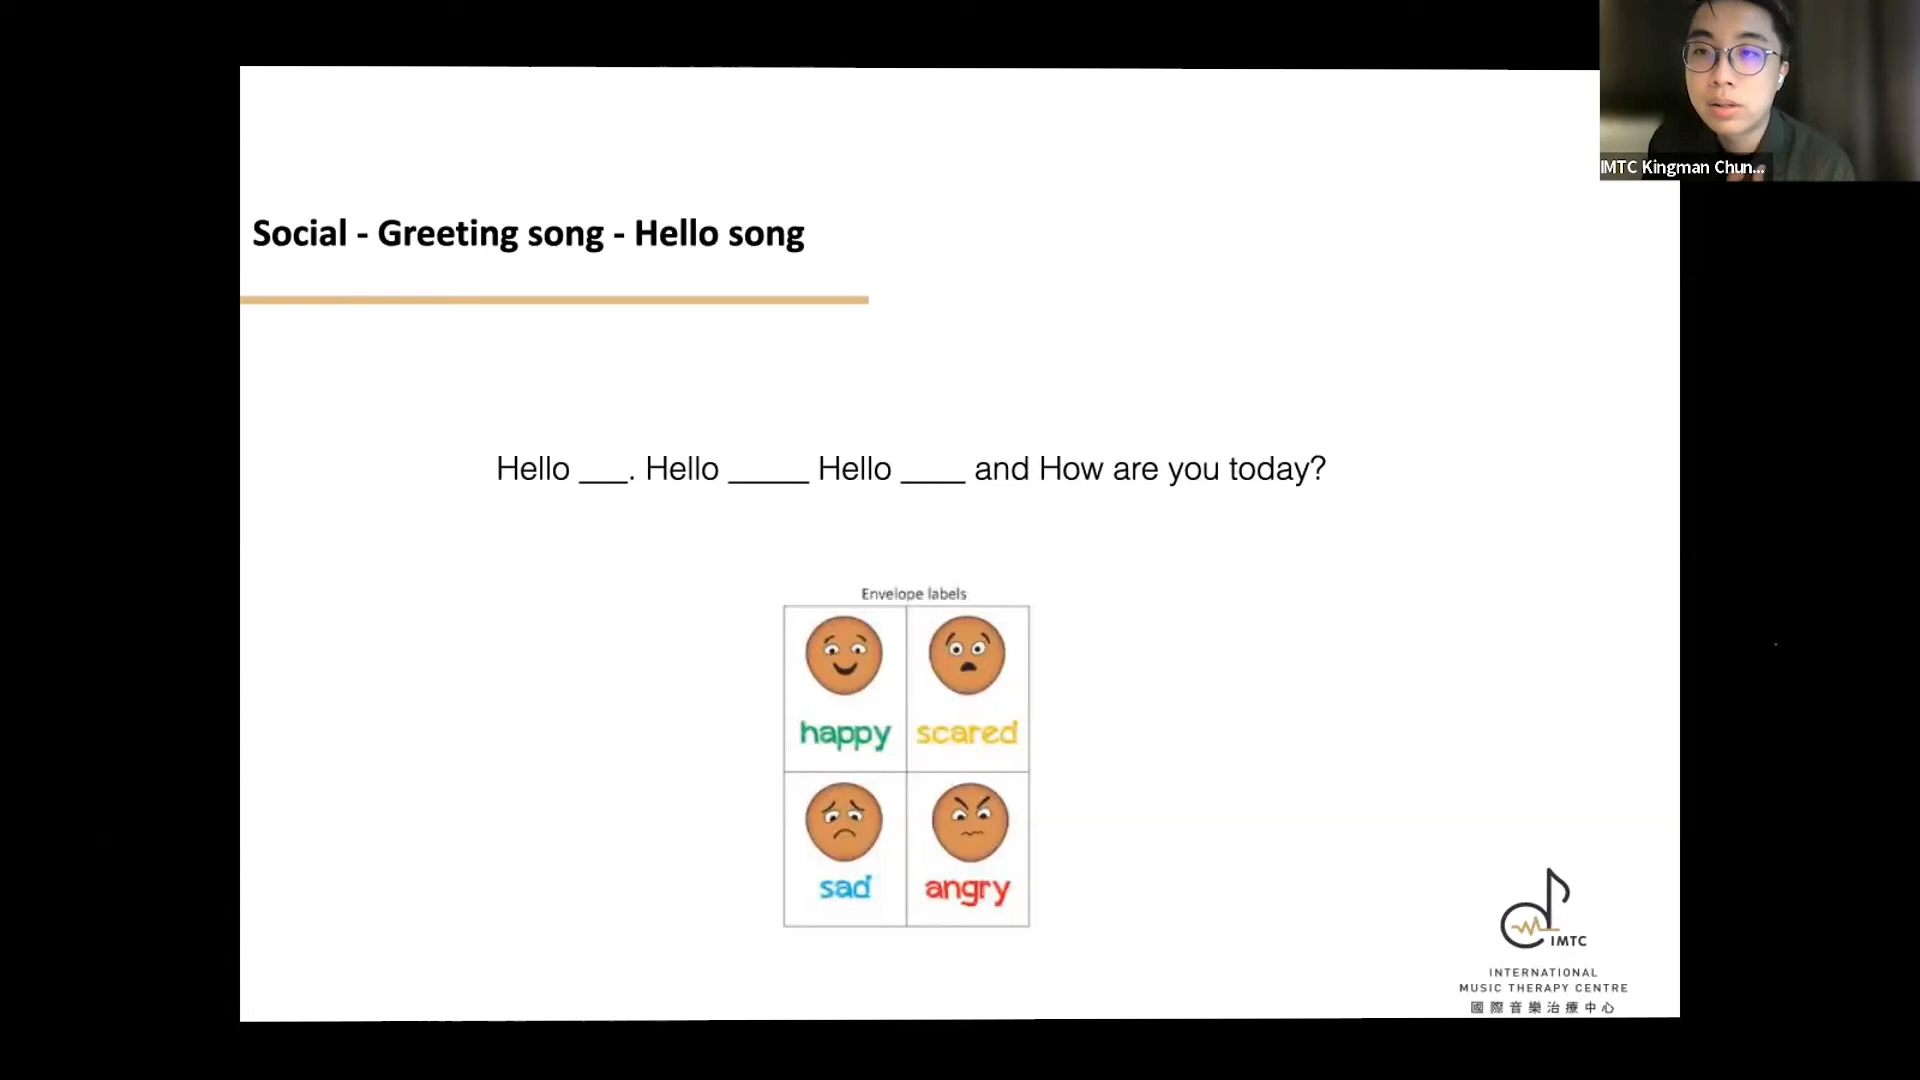 IMTC Kingman Chun...
Social - Greeting song - Hello song
Hello ___. Hello _____ Hello ____ and How are you today?
Envelope labels
happy
scared
sad
angry
IMTC
INTERNATIONAL
MUSIC THERAPY CENTRE
國際音樂治療中心